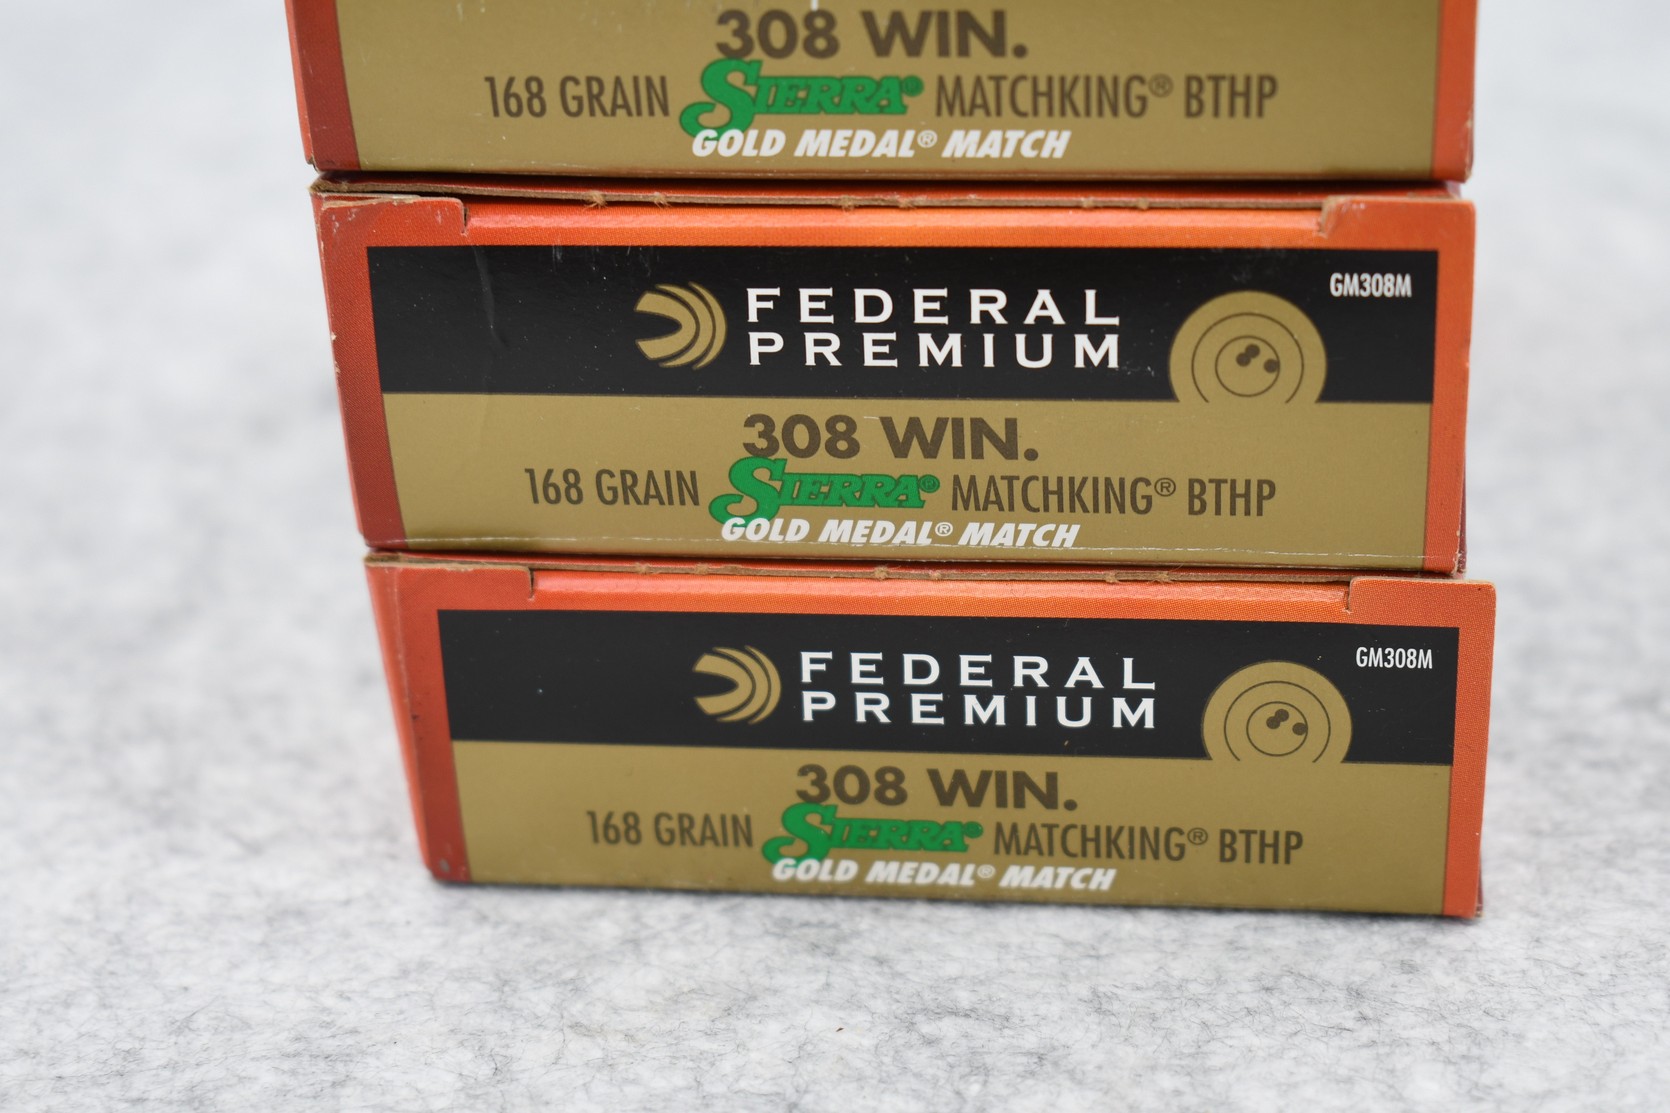 308 WIN.
168 GRAIN SIERRA® MATCHKING® BTHP
GOLD MEDAL® MATCH
GM308M
FEDERAL
PREMIUM
308 WIN.
168 GRAIN SIERRA® MATCHKING® BTHP
GOLD MEDAL® MATCH
GM308M
FEDERAL
PREMIUM
308 WIN.
168 GRAIN SIERRA® MATCHKING® BTHP
GOLD MEDAL® MATCH